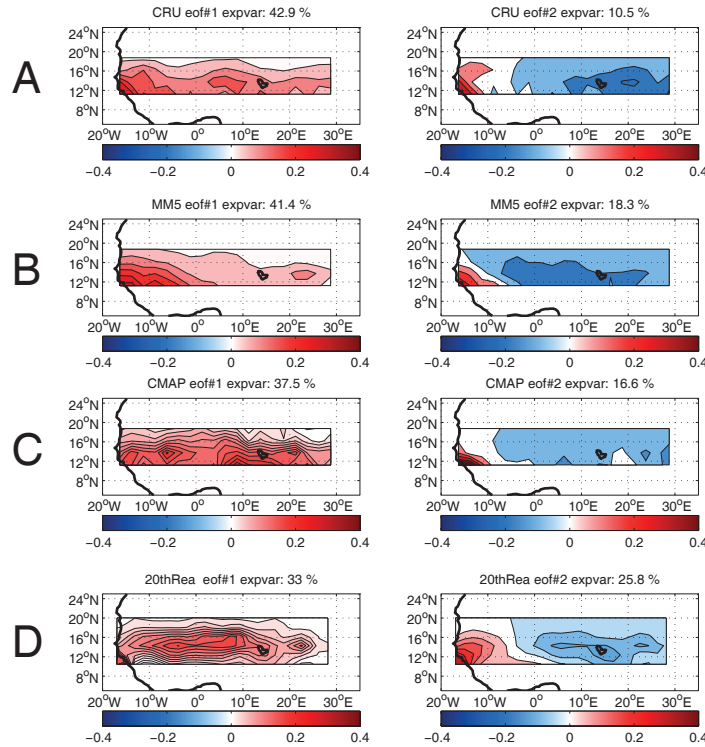 CRU eof#1 expvar: 42.9 %
CRU eof#2 expvar: 10.5 %
A
24°N
20°N
16°N
12°N
8°N
20°W 10°W 0° 10°E 20°E 30°E
−0.4 −0.2 0 0.2 0.4
24°N
20°N
16°N
12°N
8°N
20°W 10°W 0° 10°E 20°E 30°E
−0.4 −0.2 0 0.2 0.4
MM5 eof#1 expvar: 41.4 %
MM5 eof#2 expvar: 18.3 %
B
24°N
20°N
16°N
12°N
8°N
20°W 10°W 0° 10°E 20°E 30°E
−0.4 −0.2 0 0.2 0.4
24°N
20°N
16°N
12°N
8°N
20°W 10°W 0° 10°E 20°E 30°E
−0.4 −0.2 0 0.2 0.4
CMAP eof#1 expvar: 37.5 %
CMAP eof#2 expvar: 16.6 %
C
24°N
20°N
16°N
12°N
8°N
20°W 10°W 0° 10°E 20°E 30°E
−0.4 −0.2 0 0.2 0.4
24°N
20°N
16°N
12°N
8°N
20°W 10°W 0° 10°E 20°E 30°E
−0.4 −0.2 0 0.2 0.4
20thRea eof#1 expvar: 33 %
20thRea eof#2 expvar: 25.8 %
D
24°N
20°N
16°N
12°N
8°N
20°W 10°W 0° 10°E 20°E 30°E
−0.4 −0.2 0 0.2 0.4
24°N
20°N
16°N
12°N
8°N
20°W 10°W 0° 10°E 20°E 30°E
−0.4 −0.2 0 0.2 0.4